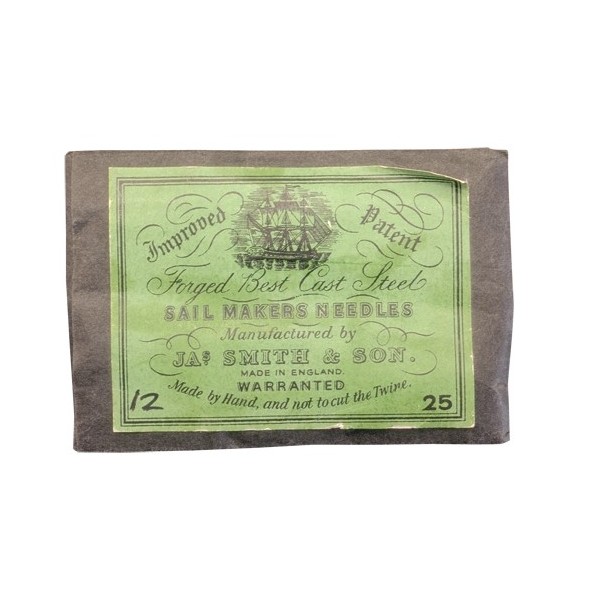 Improved Patent
Forged Best Cast Steel
SAIL MAKERS NEEDLES
Manufactured by
JAS SMITH & SON.
MADE IN ENGLAND.
WARRANTED
Made by Hand, and not to cut the Twine.
12 25